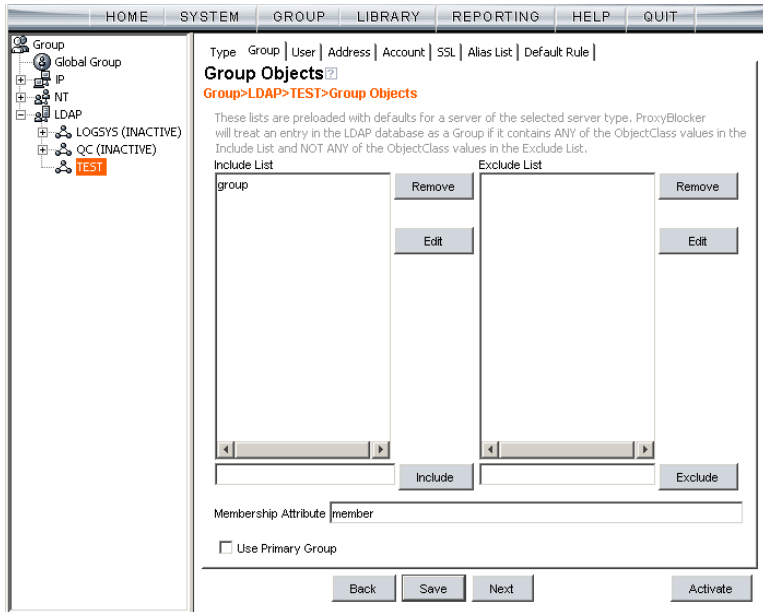 HOME SYSTEM GROUP LIBRARY REPORTING HELP QUIT
Group
Global Group
IP
NT
LDAP
LOGSYS (INACTIVE)
QC (INACTIVE)
TEST
Type Group User Address Account SSL Alias List Default Rule
Group Objects ?
Group>LDAP>TEST>Group Objects
These lists are preloaded with defaults for a server of the selected server type. ProxyBlocker
will treat an entry in the LDAP database as a Group if it contains ANY of the ObjectClass values in the
Include List and NOT ANY of the ObjectClass values in the Exclude List.
Include List Exclude List
group Remove Remove
Edit Edit
Include Exclude
Membership Attribute member
Use Primary Group
Back Save Next Activate